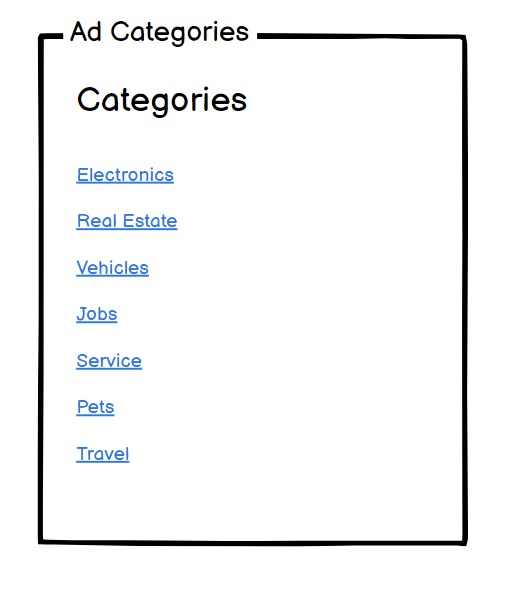 Ad Categories
Categories
Electronics
Real Estate
Vehicles
Jobs
Service
Pets
Travel